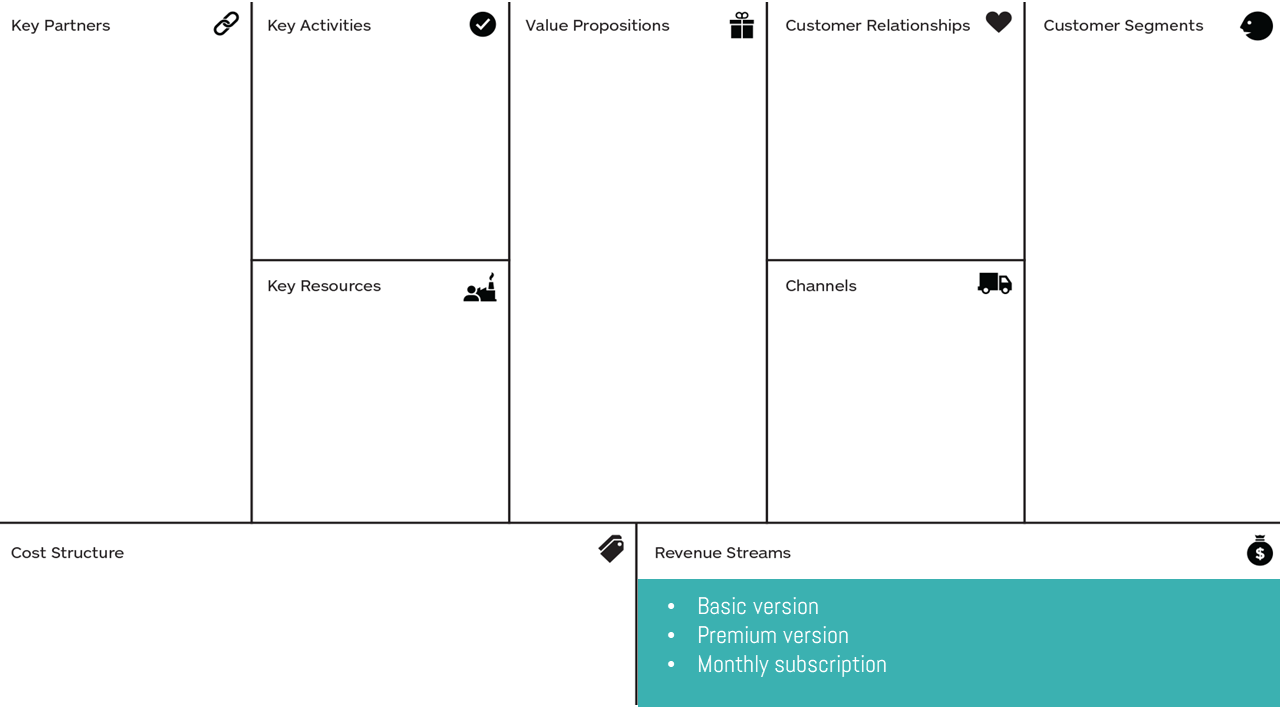 Key Partners
Key Activities
Value Propositions
Customer Relationships
Customer Segments
Key Resources
Channels
Cost Structure
Revenue Streams
$
• Basic version
• Premium version
• Monthly subscription